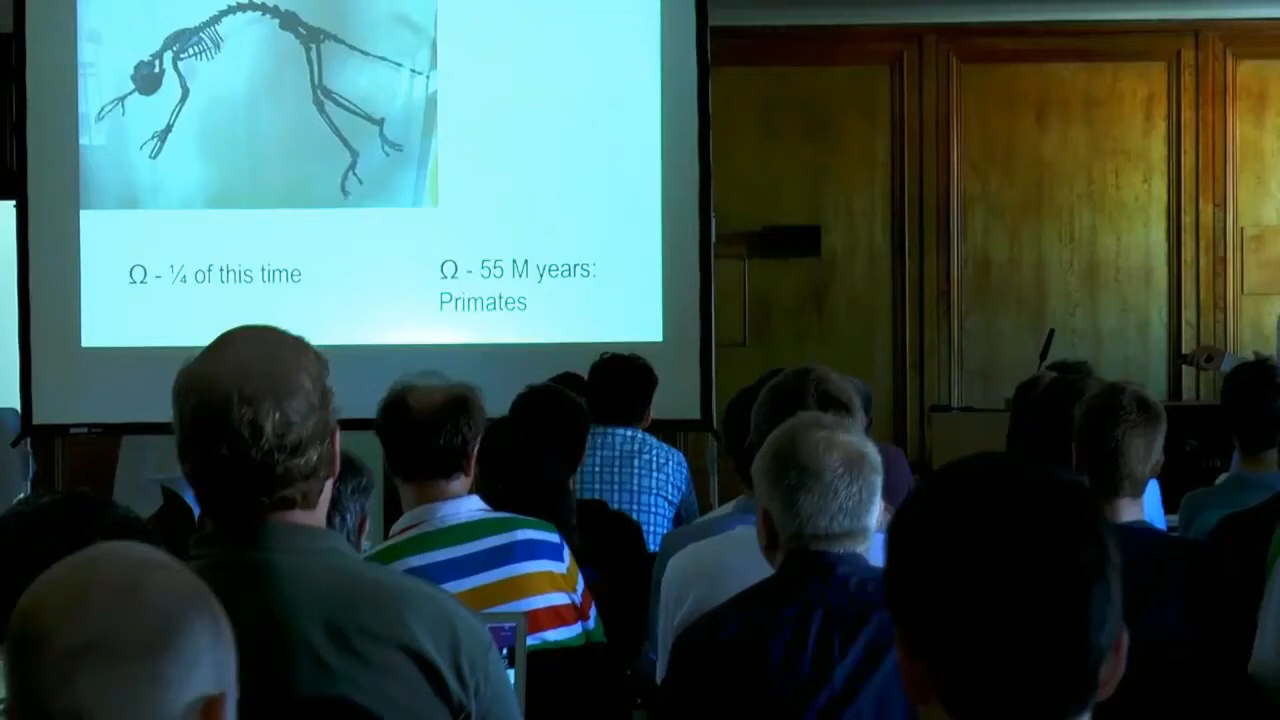 Ω - ¼ of this time
Ω - 55 M years:
Primates